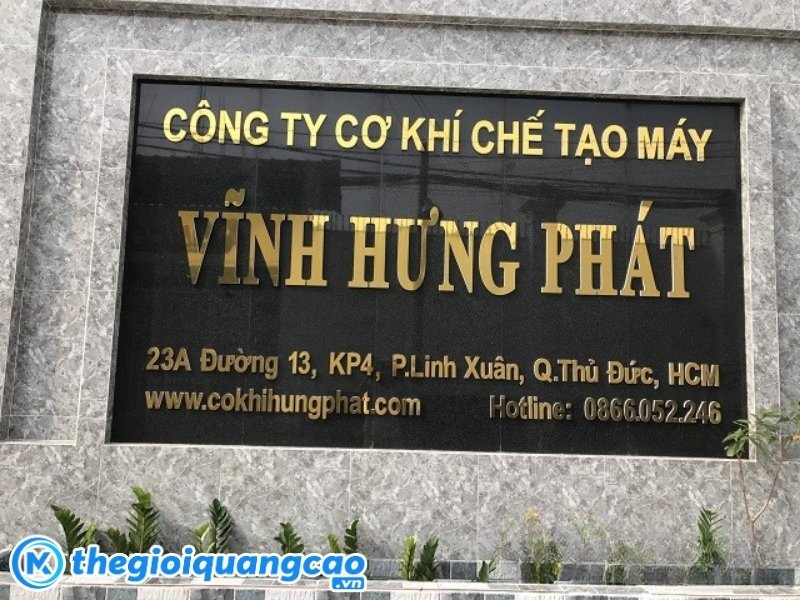 CÔNG TY CƠ KHÍ CHẾ TẠO MÁY
VĨNH HƯNG PHÁT
23A Đường 13, KP4, P.Linh Xuân, Q.Thủ Đức, HCM
www.cokhihungphat.com Hotline: 0866.052.246
thegioiquangcao.vn